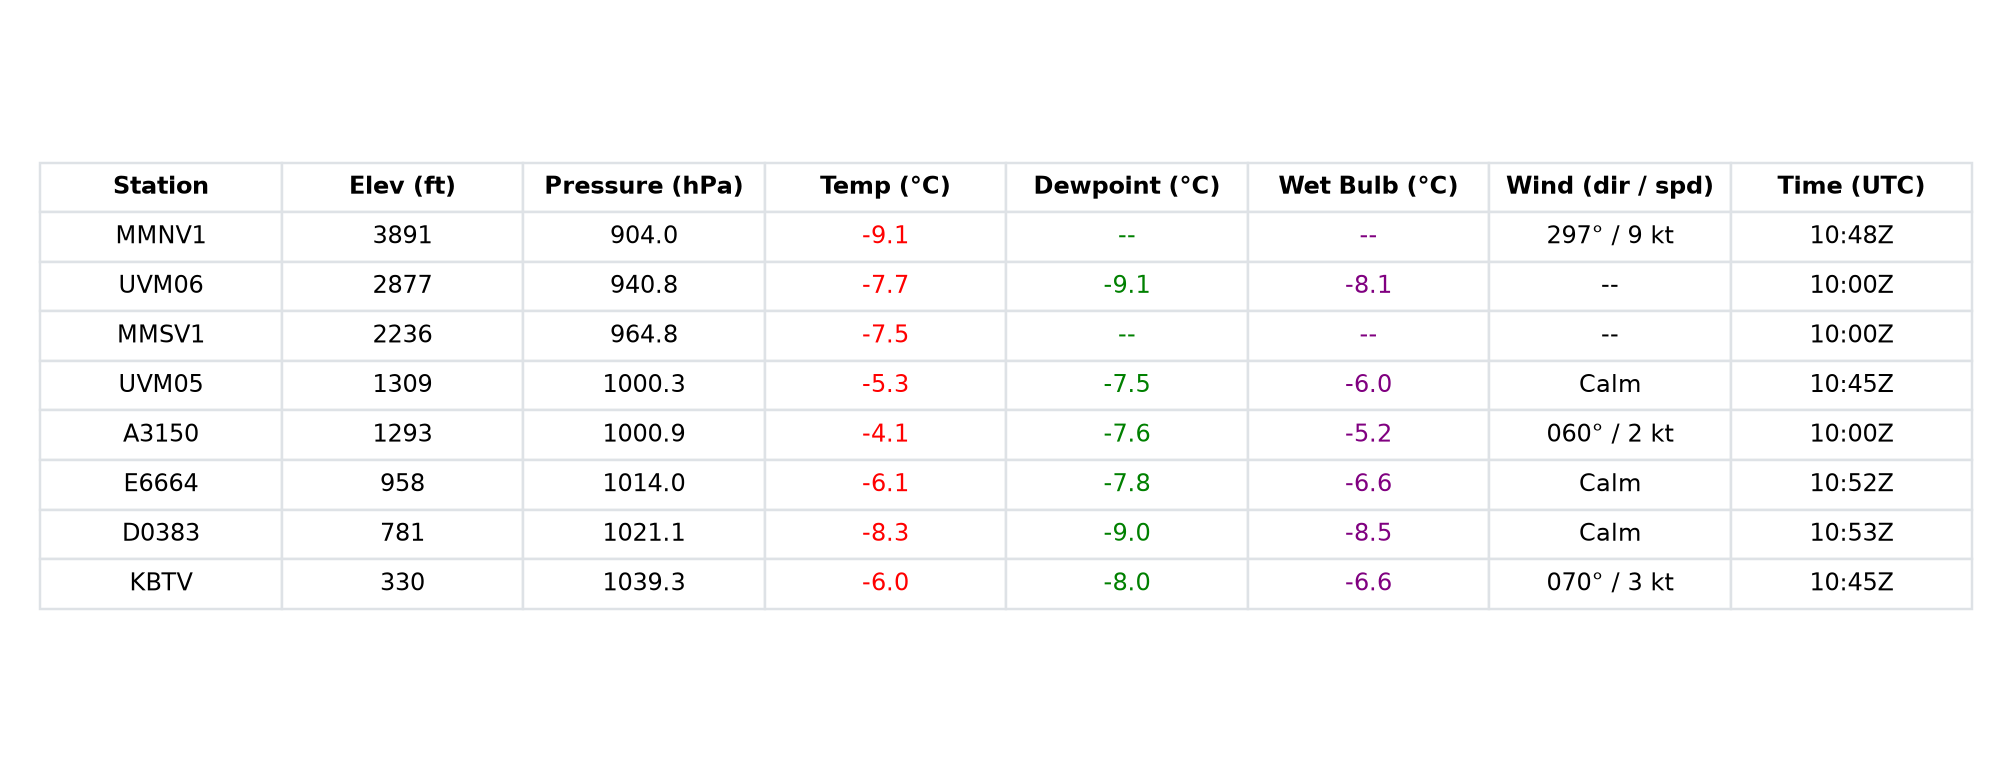 Station Elev (ft) Pressure (hPa) Temp (°C) Dewpoint (°C) Wet Bulb (°C) Wind (dir / spd) Time (UTC)
MMNV1 3891 904.0 -9.1 -- -- 297° / 9 kt 10:48Z
UVM06 2877 940.8 -7.7 -9.1 -8.1 -- 10:00Z
MMSV1 2236 964.8 -7.5 -- -- -- 10:00Z
UVM05 1309 1000.3 -5.3 -7.5 -6.0 Calm 10:45Z
A3150 1293 1000.9 -4.1 -7.6 -5.2 060° / 2 kt 10:00Z
E6664 958 1014.0 -6.1 -7.8 -6.6 Calm 10:52Z
D0383 781 1021.1 -8.3 -9.0 -8.5 Calm 10:53Z
KBTV 330 1039.3 -6.0 -8.0 -6.6 070° / 3 kt 10:45Z